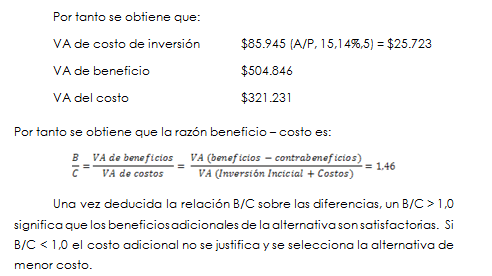 Por tanto se obtiene que:
VA de costo de inversión $85.945 (A/P, 15,14%,5) = $25.723
VA de beneficio $504.846
VA del costo $321.231
Por tanto se obtiene que la razón beneficio – costo es:
B/C = VA de beneficios / VA de costos = VA (beneficios − contrabeneficios) / VA (Inversión Incicial + Costos) = 1.46
Una vez deducida la relación B/C sobre las diferencias, un B/C > 1,0
significa que los beneficios adicionales de la alternativa son satisfactorias. Si
B/C < 1,0 el costo adicional no se justifica y se selecciona la alternativa de
menor costo.